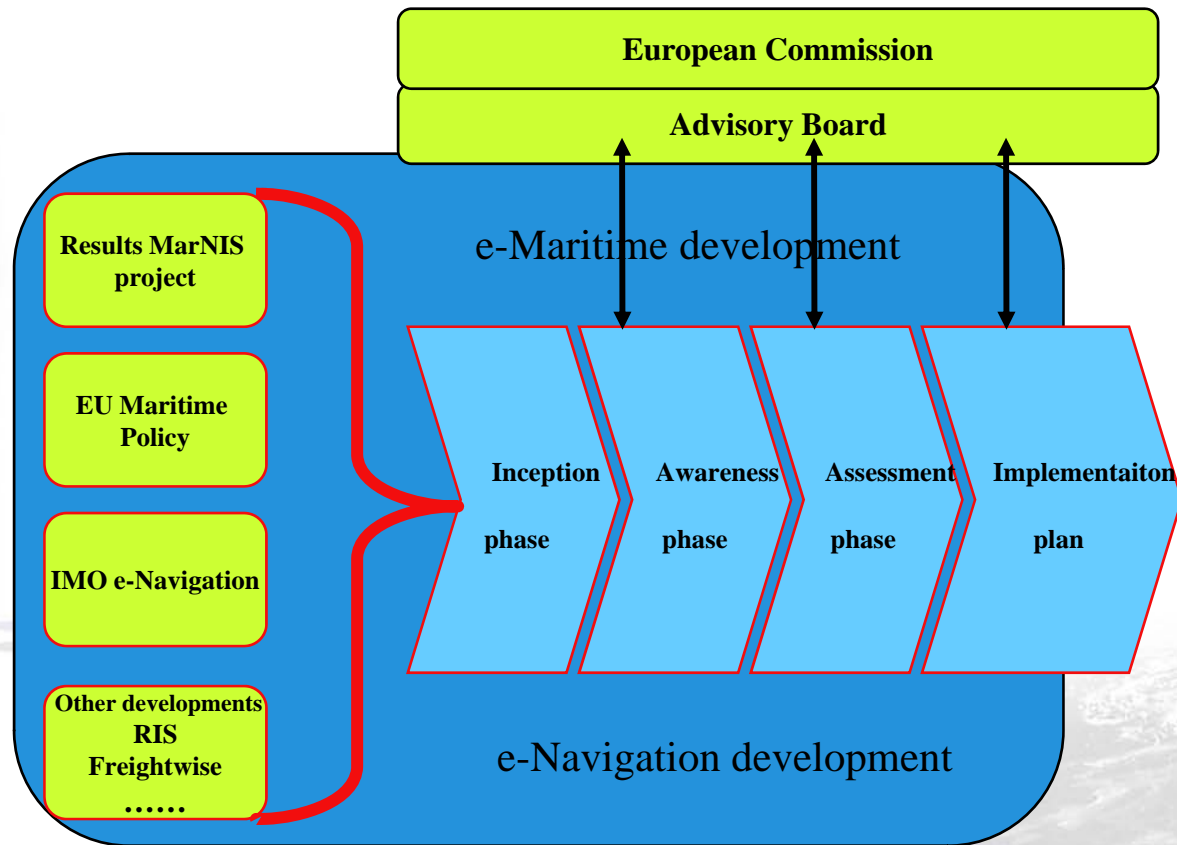 European Commission
Advisory Board
Results MarNIS
project
EU Maritime
Policy
IMO e-Navigation
Other developments
RIS
Freightwise
......
e-Maritime development
Inception
phase
Awareness
phase
Assessment
phase
Implementaiton
plan
e-Navigation development